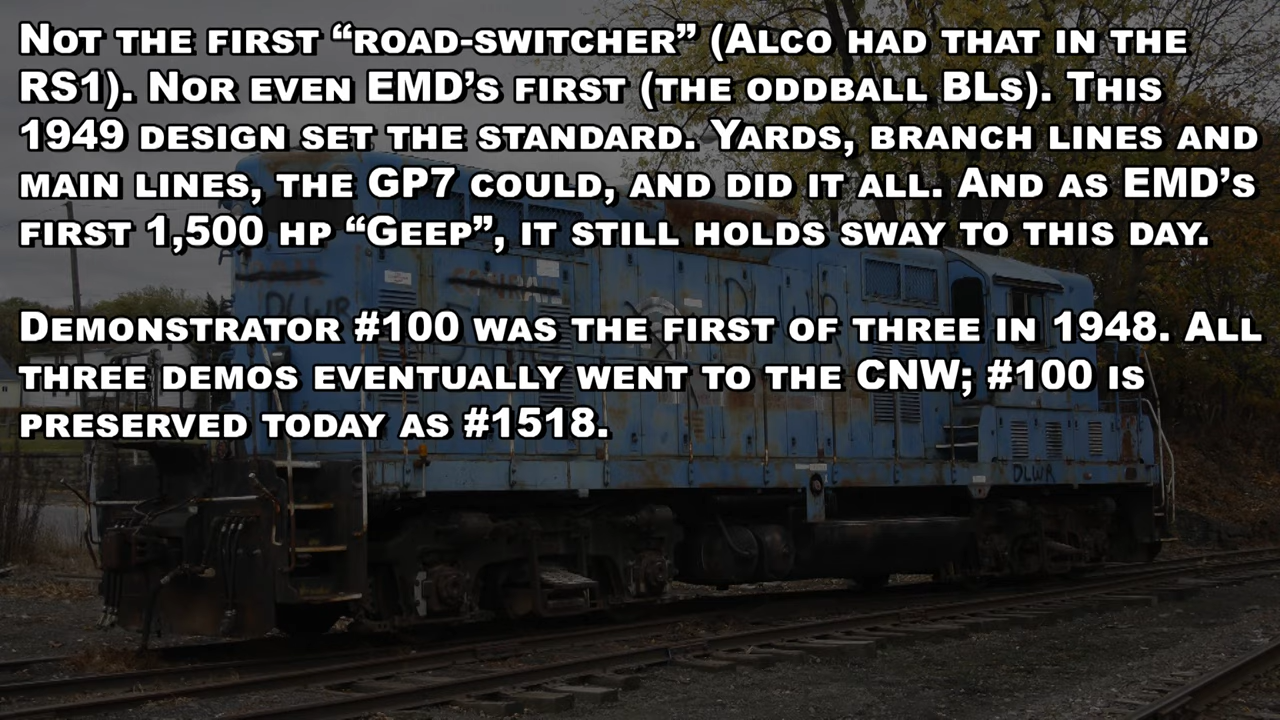 Not the first “road-switcher” (Alco had that in the
RS1). Nor even EMD’s first (the oddball BLs). This
1949 design set the standard. Yards, branch lines and
main lines, the GP7 could, and did it all. And as EMD’s
first 1,500 hp “Geep”, it still holds sway to this day.
Demonstrator #100 was the first of three in 1948. All
three demos eventually went to the CNW; #100 is
preserved today as #1518.
DLWR
DLWR
DLWR